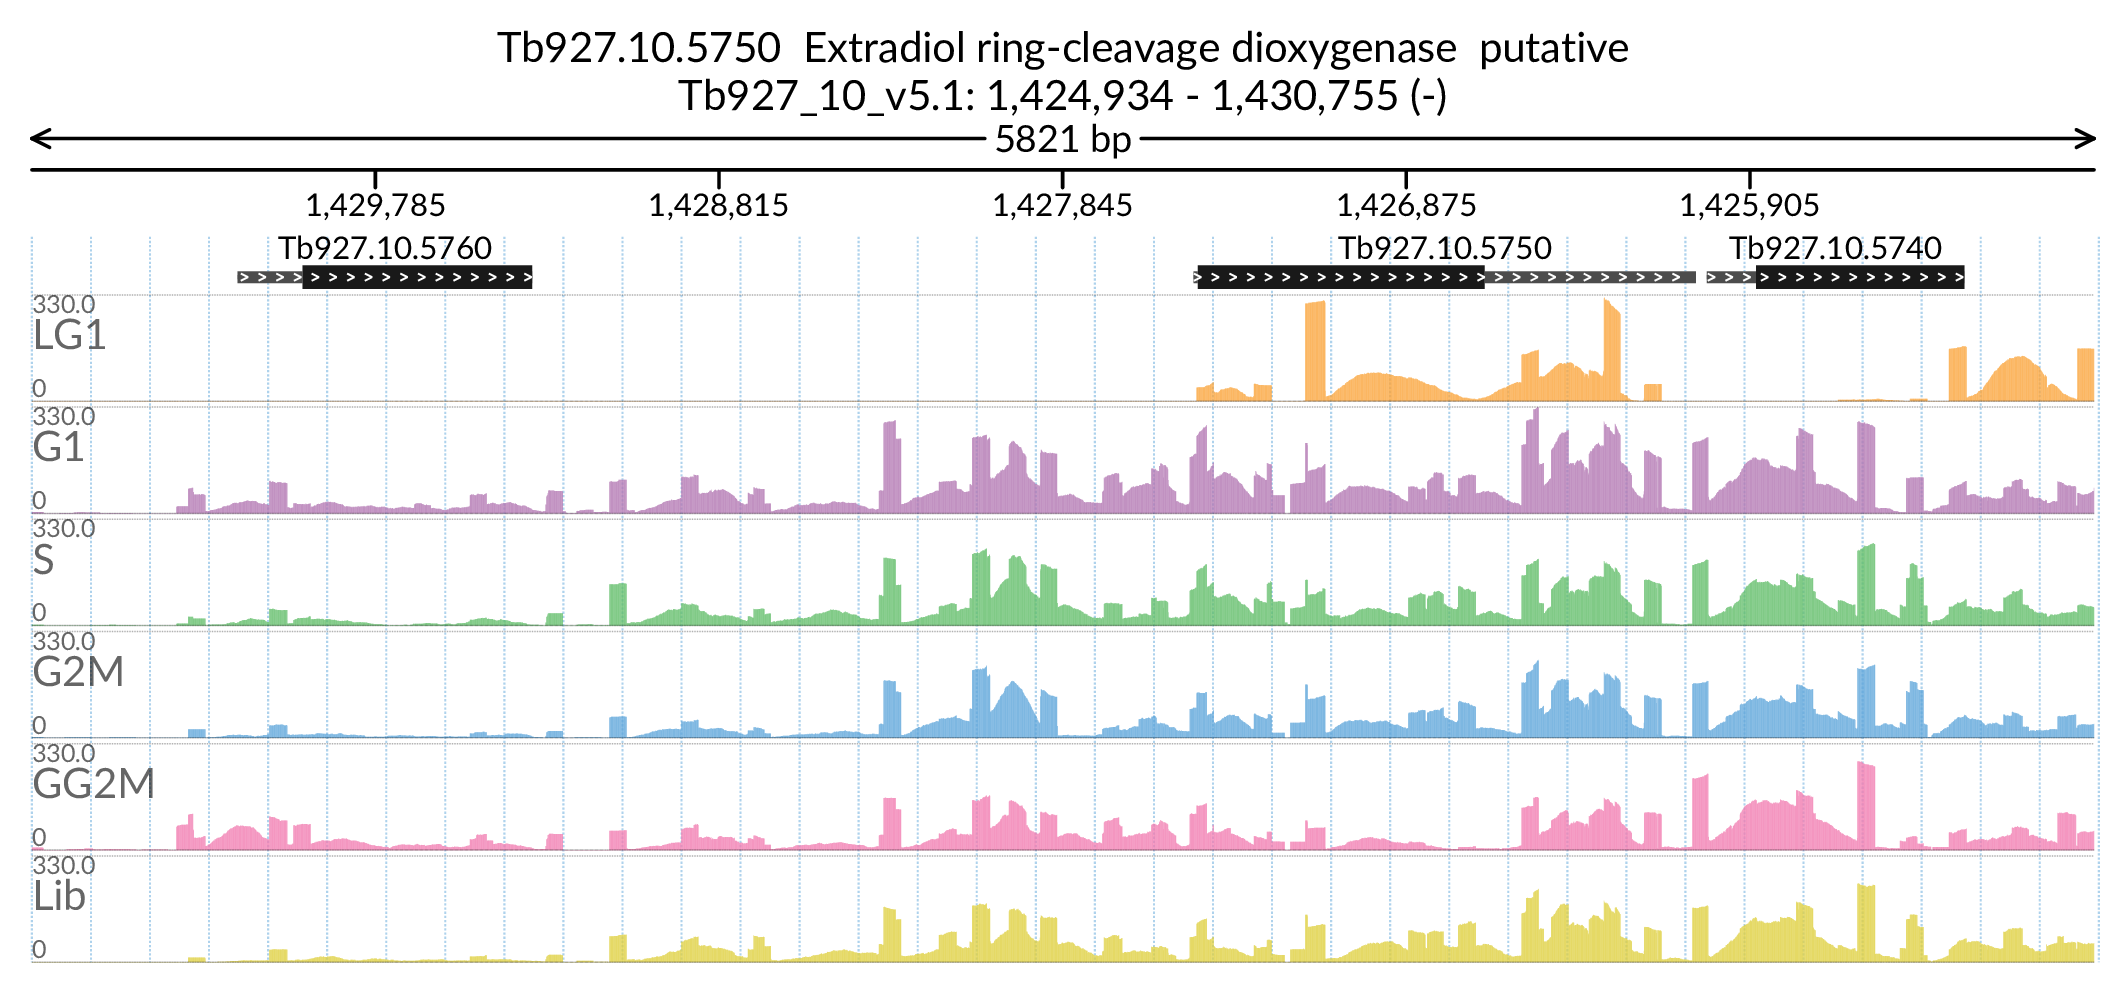 Tb927.10.5750  Extradiol ring-cleavage dioxygenase  putative
Tb927_10_v5.1: 1,424,934 - 1,430,755 (-)
5821 bp
1,429,785 1,428,815 1,427,845 1,426,875 1,425,905
Tb927.10.5760 Tb927.10.5750 Tb927.10.5740
330.0
LG1
0
330.0
G1
0
330.0
S
0
330.0
G2M
0
330.0
GG2M
0
330.0
Lib
0